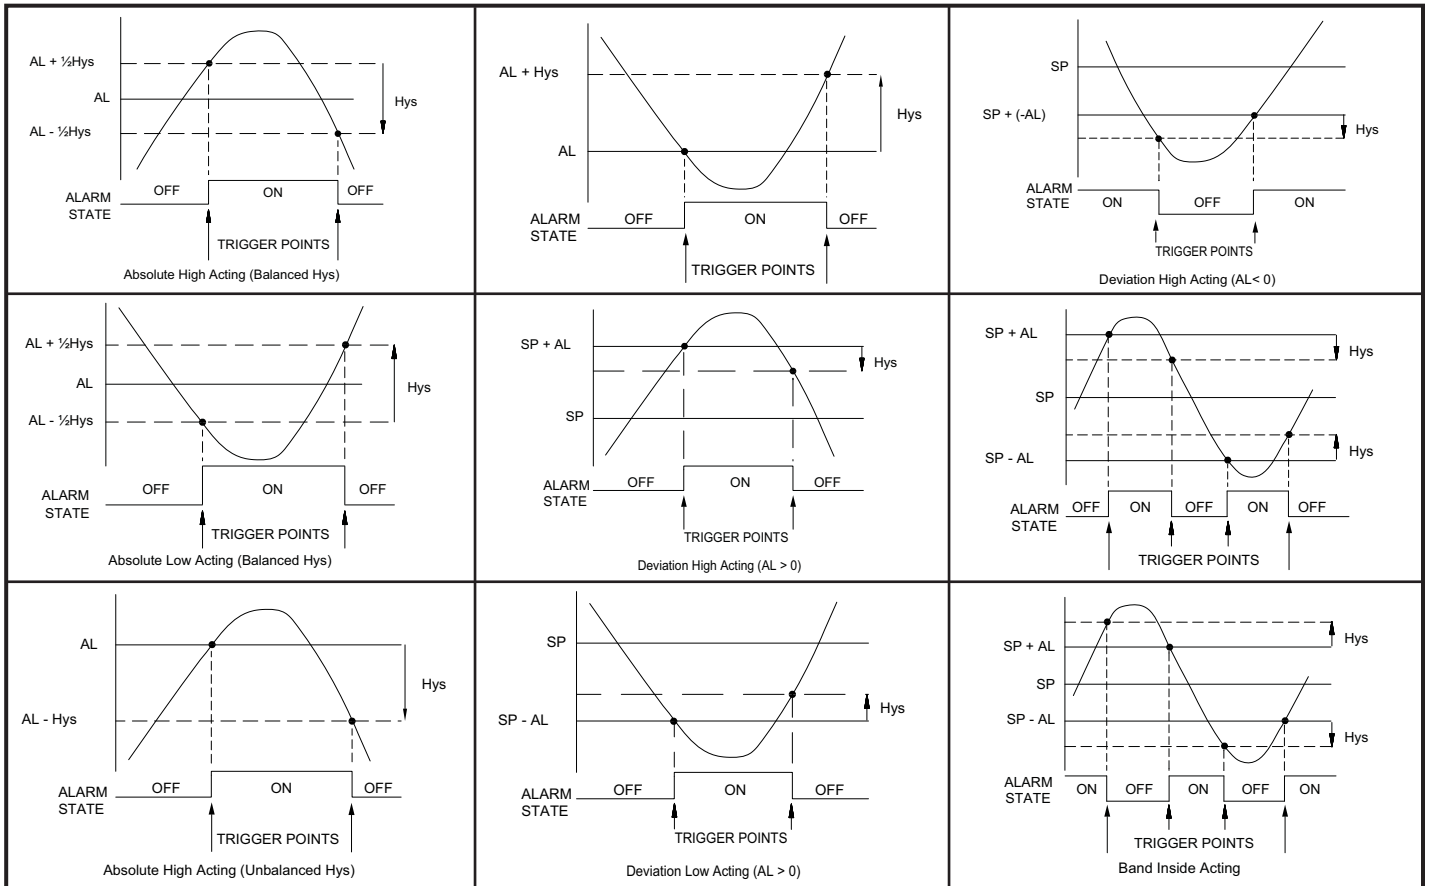 AL + ½Hys
AL
AL - ½Hys
Hys
OFF
ON
OFF
ALARM
STATE
TRIGGER POINTS
Absolute High Acting (Balanced Hys)
AL + Hys
Hys
AL
OFF
ON
OFF
ALARM
STATE
TRIGGER POINTS
SP
SP + (-AL)
Hys
ALARM
STATE
ON
OFF
ON
TRIGGER POINTS
Deviation High Acting (AL< 0)
AL + ½Hys
AL
Hys
AL - ½Hys
OFF
ON
OFF
ALARM
STATE
TRIGGER POINTS
Absolute Low Acting (Balanced Hys)
SP + AL
Hys
SP
OFF
ON
OFF
ALARM
STATE
TRIGGER POINTS
Deviation High Acting (AL > 0)
SP + AL
Hys
SP
Hys
SP - AL
ALARM
STATE
OFF
ON
OFF
ON
OFF
TRIGGER POINTS
AL
Hys
AL - Hys
OFF
ON
OFF
ALARM
STATE
TRIGGER POINTS
Absolute High Acting (Unbalanced Hys)
SP
SP - AL
Hys
OFF
ON
OFF
ALARM
STATE
TRIGGER POINTS
Deviation Low Acting (AL > 0)
Hys
SP + AL
SP
SP - AL
Hys
ALARM
STATE
ON
OFF
ON
OFF
ON
TRIGGER POINTS
Band Inside Acting